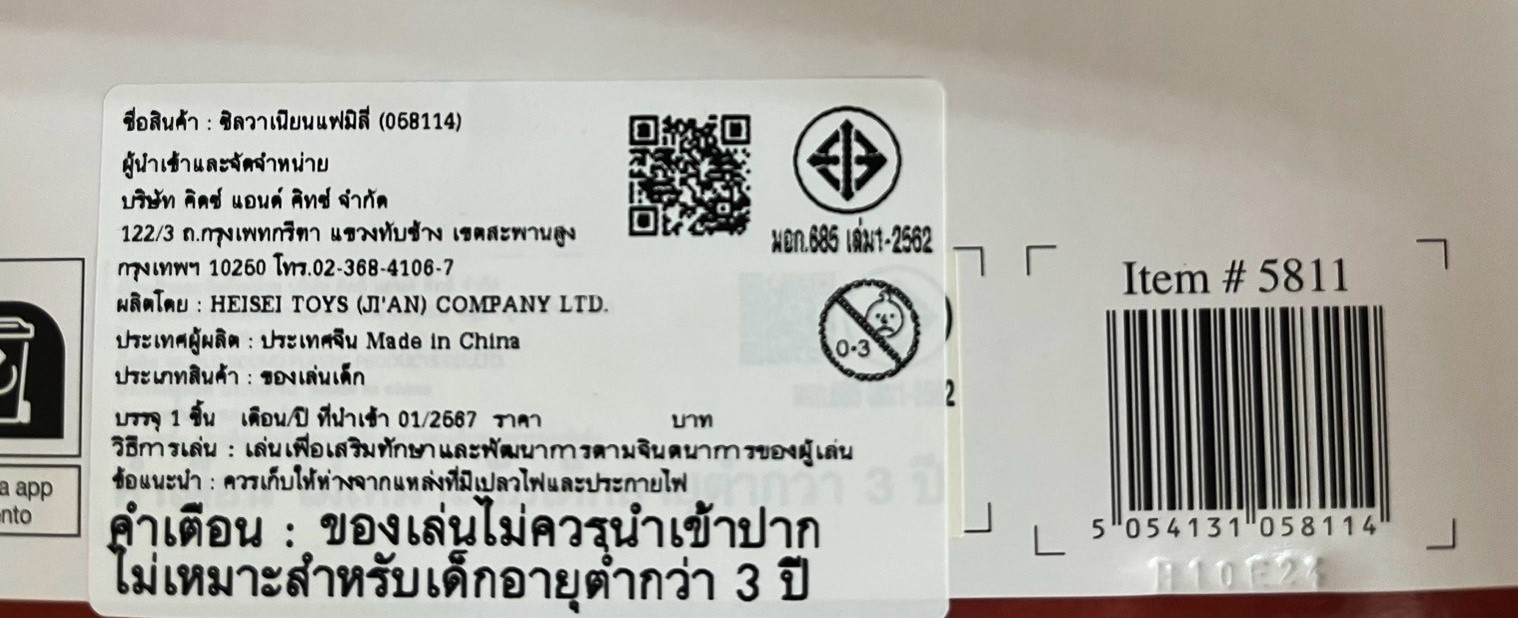 ชื่อสินค้า : ซิลวาเนียนแฟมิลี่ (058114)
ผู้นำเข้าและจัดจำหน่าย
บริษัท คิดซ์ แอนด์ คิทซ์ จำกัด
122/3 ถ.กรุงเทพกรีฑา แขวงทับช้าง เขตสะพานสูง
กรุงเทพฯ 10250 โทร.02-368-4106-7
ผลิตโดย : HEISEI TOYS (JI'AN) COMPANY LTD.
ประเทศผู้ผลิต : ประเทศจีน Made in China
ประเภทสินค้า : ของเล่นเด็ก
บรรจุ 1 ชิ้น เดือน/ปี ที่นำเข้า 01/2567 ราคา บาท
วิธีการเล่น : เล่นเพื่อเสริมทักษาและพัฒนาการตามจินตนาการของผู้เล่น
ข้อแนะนำ : ควรเก็บให้ห่างจากแหล่งที่มีเปลวไฟและประกายไฟ
คำเตือน : ของเล่นไม่ควรนำเข้าปาก
ไม่เหมาะสำหรับเด็กอายุต่ำกว่า 3 ปี
มอก.685 เล่ม1-2562
0-3
a app
nto
Item # 5811
5 054131 058114